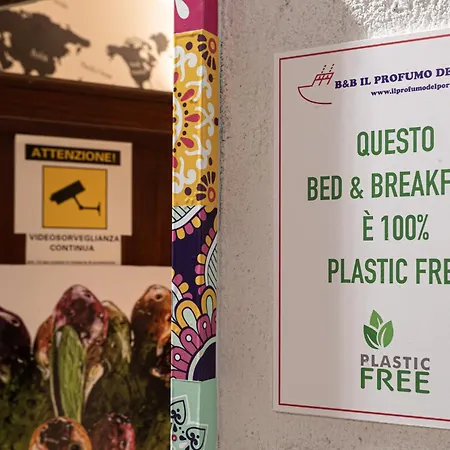 ATTENZIONE!
VIDEOSORVEGLIANZA
CONTINUA
B&B IL PROFUMO DE
www.ilprofumodelpor
QUESTO
BED & BREAKF
È 100%
PLASTIC FRE
PLASTIC
FREE